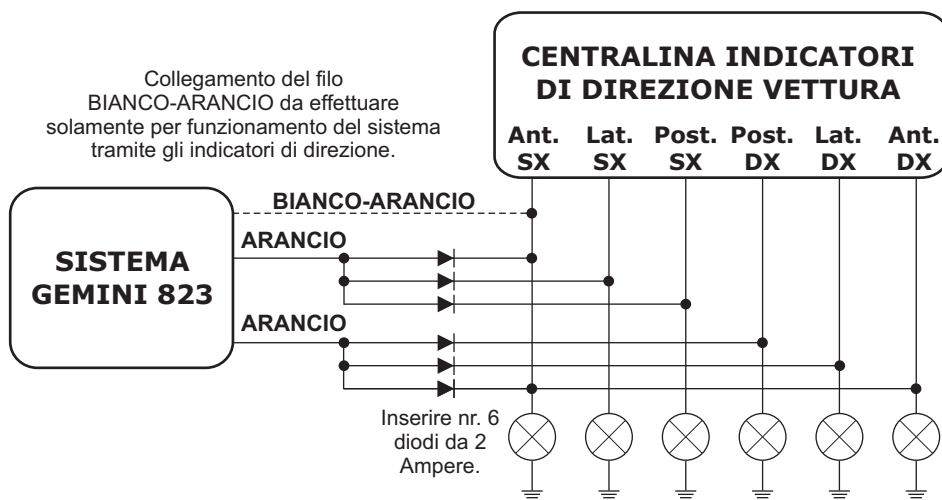 CENTRALINA INDICATORI
DI DIREZIONE VETTURA
Ant. Lat. Post. Post. Lat. Ant.
SX SX SX DX DX DX
Collegamento del filo
BIANCO-ARANCIO da effettuare
solamente per funzionamento del sistema
tramite gli indicatori di direzione.
BIANCO-ARANCIO
ARANCIO
SISTEMA
GEMINI 823
ARANCIO
Inserire nr. 6
diodi da 2
Ampere.